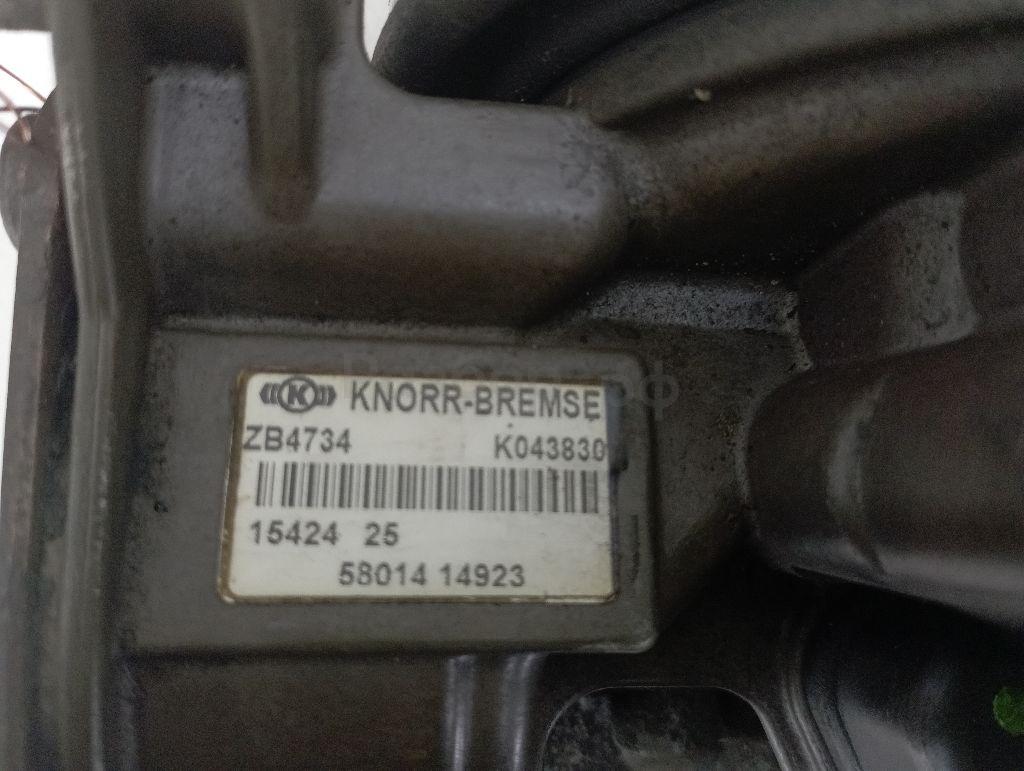 K KNORR-BREMSE
ZB4734 K043830
15424 25
58014 14923